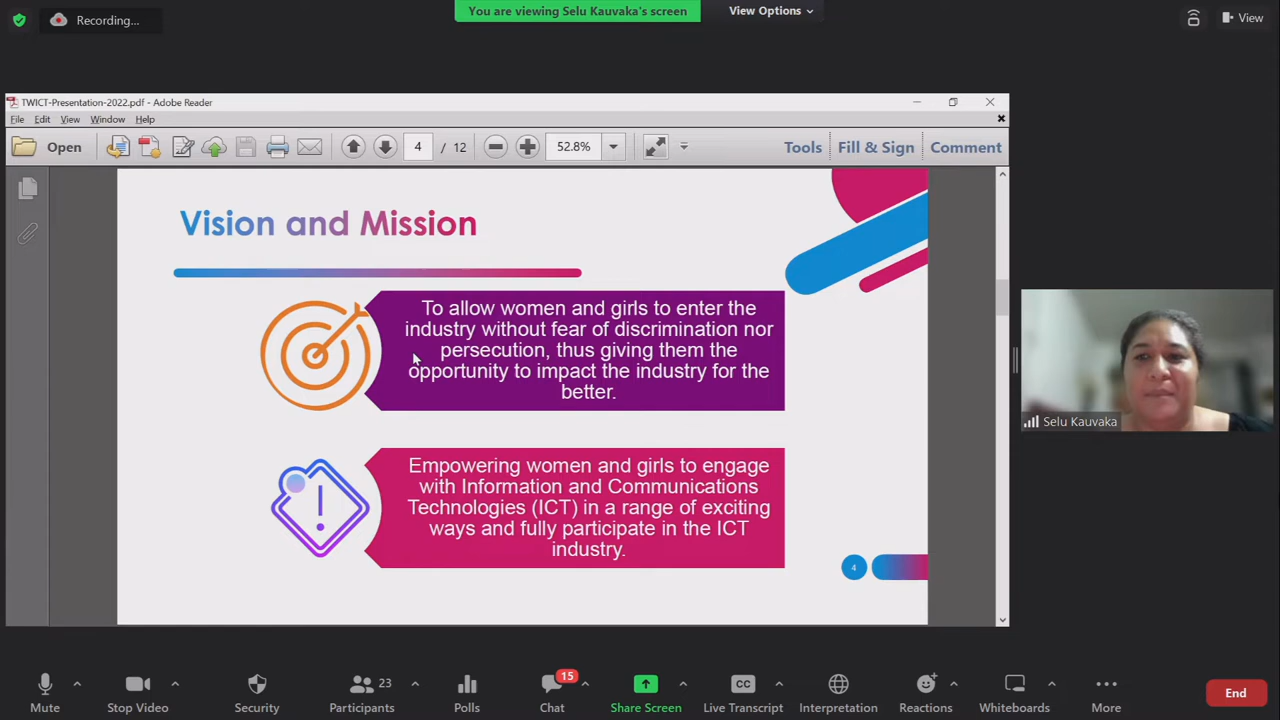 Recording...
You are viewing Selu Kauvaka's screen
View Options
View
TWICT-Presentation-2022.pdf - Adobe Reader
File Edit View Window Help
Open
4 / 12
52.8%
Tools Fill & Sign Comment
Vision and Mission
To allow women and girls to enter the
industry without fear of discrimination nor
persecution, thus giving them the
opportunity to impact the industry for the
better.
Empowering women and girls to engage
with Information and Communications
Technologies (ICT) in a range of exciting
ways and fully participate in the ICT
industry.
4
Selu Kauvaka
Mute
Stop Video
Security
Participants 23
Polls
Chat 15
Share Screen
CC Live Transcript
Interpretation
Reactions
Whiteboards
More
End